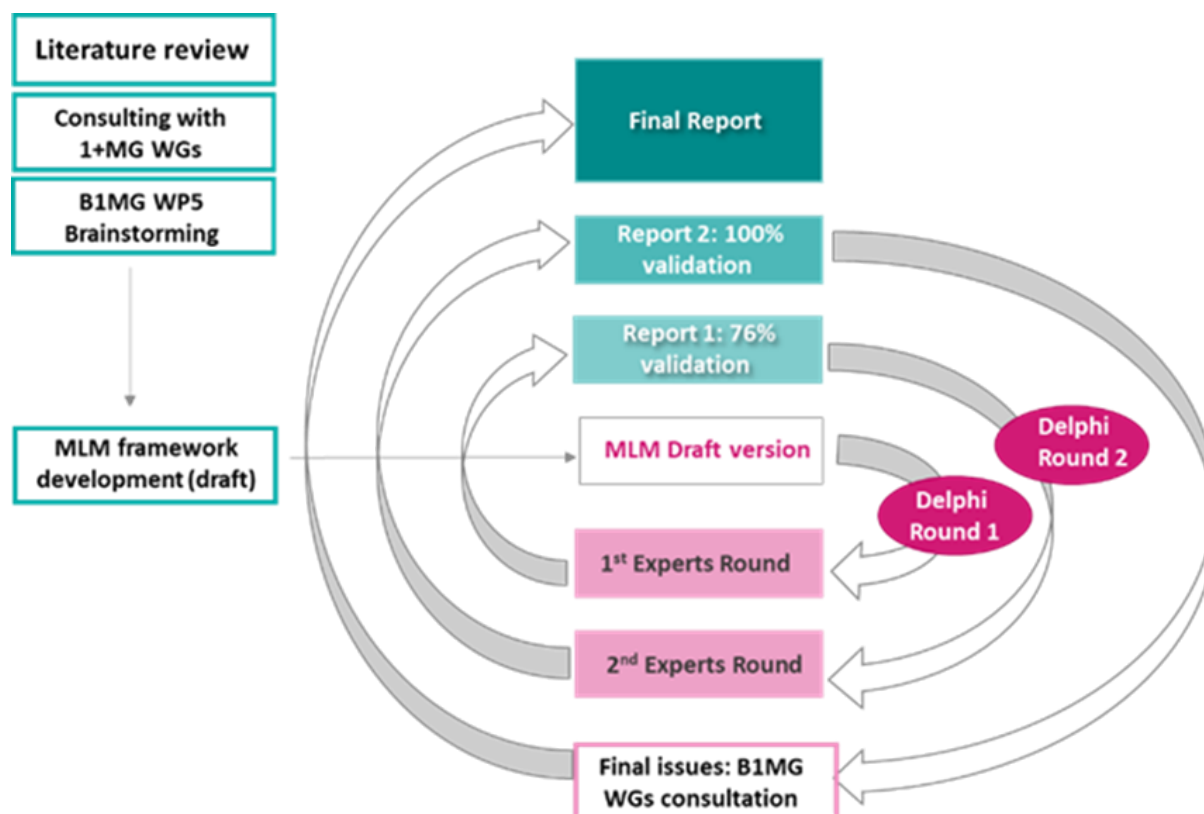 Literature review
Consulting with
1+MG WGs
B1MG WP5
Brainstorming
MLM framework
development (draft)
Final Report
Report 2: 100%
validation
Report 1: 76%
validation
MLM Draft version
Delphi
Round 2
Delphi
Round 1
1st Experts Round
2nd Experts Round
Final issues: B1MG
WGs consultation